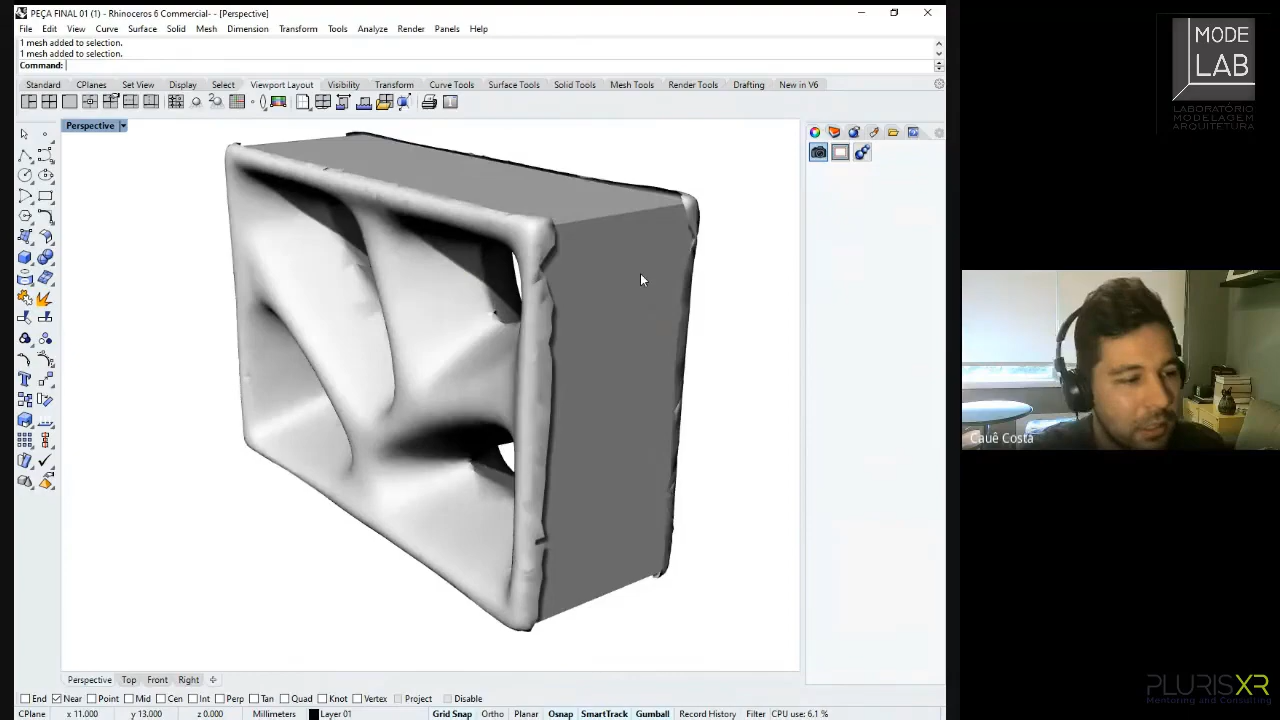 PEÇA FINAL 01 (1) - Rhinoceros 6 Commercial- - [Perspective]
File Edit View Curve Surface Solid Mesh Dimension Transform Tools Analyze Render Panels Help
1 mesh added to selection.
1 mesh added to selection.
Command:
Standard CPlanes Set View Display Select Viewport Layout Visibility Transform Curve Tools Surface Tools Solid Tools Mesh Tools Render Tools Drafting New in V6
Perspective
Perspective Top Front Right
End Near Point Mid Cen Int Perp Tan Quad Knot Vertex Project Disable
CPlane x 11.000 y 13.000 z 0.000 Millimeters Layer 01 Grid Snap Ortho Planar Osnap SmartTrack Gumball Record History Filter CPU use: 6.1 %
MODE
LAB
LABORATÓRIO
MODELAGEM
ARQUITETURA
Cauê Costa
PLURISXR
Mentoring and Consulting